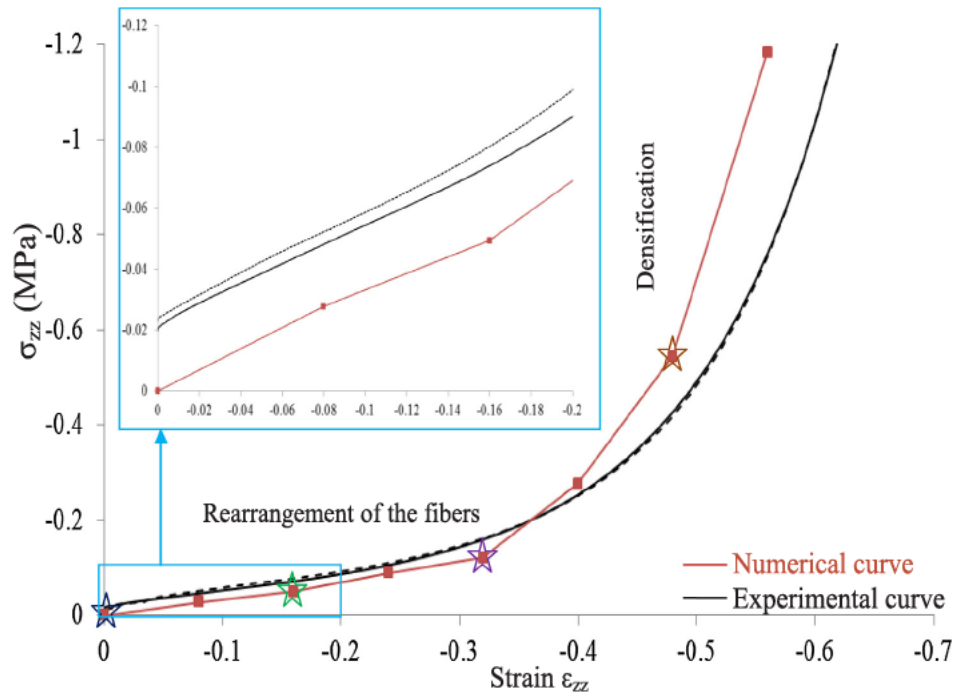 -0.12
-0.1
-0.08
-0.06
-0.04
-0.02
0
0 -0.02 -0.04 -0.06 -0.08 -0.1 -0.12 -0.14 -0.16 -0.18 -0.2
-1.2
-1
-0.8
-0.6
-0.4
-0.2
0
σzz (MPa)
Densification
Rearrangement of the fibers
Numerical curve
Experimental curve
0 -0.1 -0.2 -0.3 -0.4 -0.5 -0.6 -0.7
Strain εzz